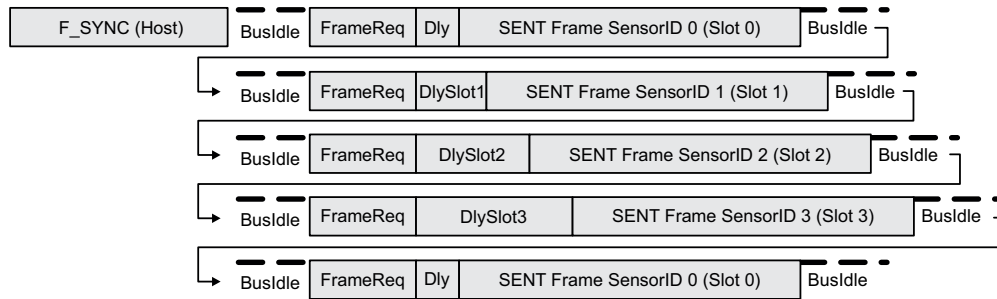 F_SYNC (Host) BusIdle FrameReq Dly SENT Frame SensorID 0 (Slot 0) BusIdle
BusIdle FrameReq DlySlot1 SENT Frame SensorID 1 (Slot 1) BusIdle
BusIdle FrameReq DlySlot2 SENT Frame SensorID 2 (Slot 2) BusIdle
BusIdle FrameReq DlySlot3 SENT Frame SensorID 3 (Slot 3) BusIdle
BusIdle FrameReq Dly SENT Frame SensorID 0 (Slot 0) BusIdle